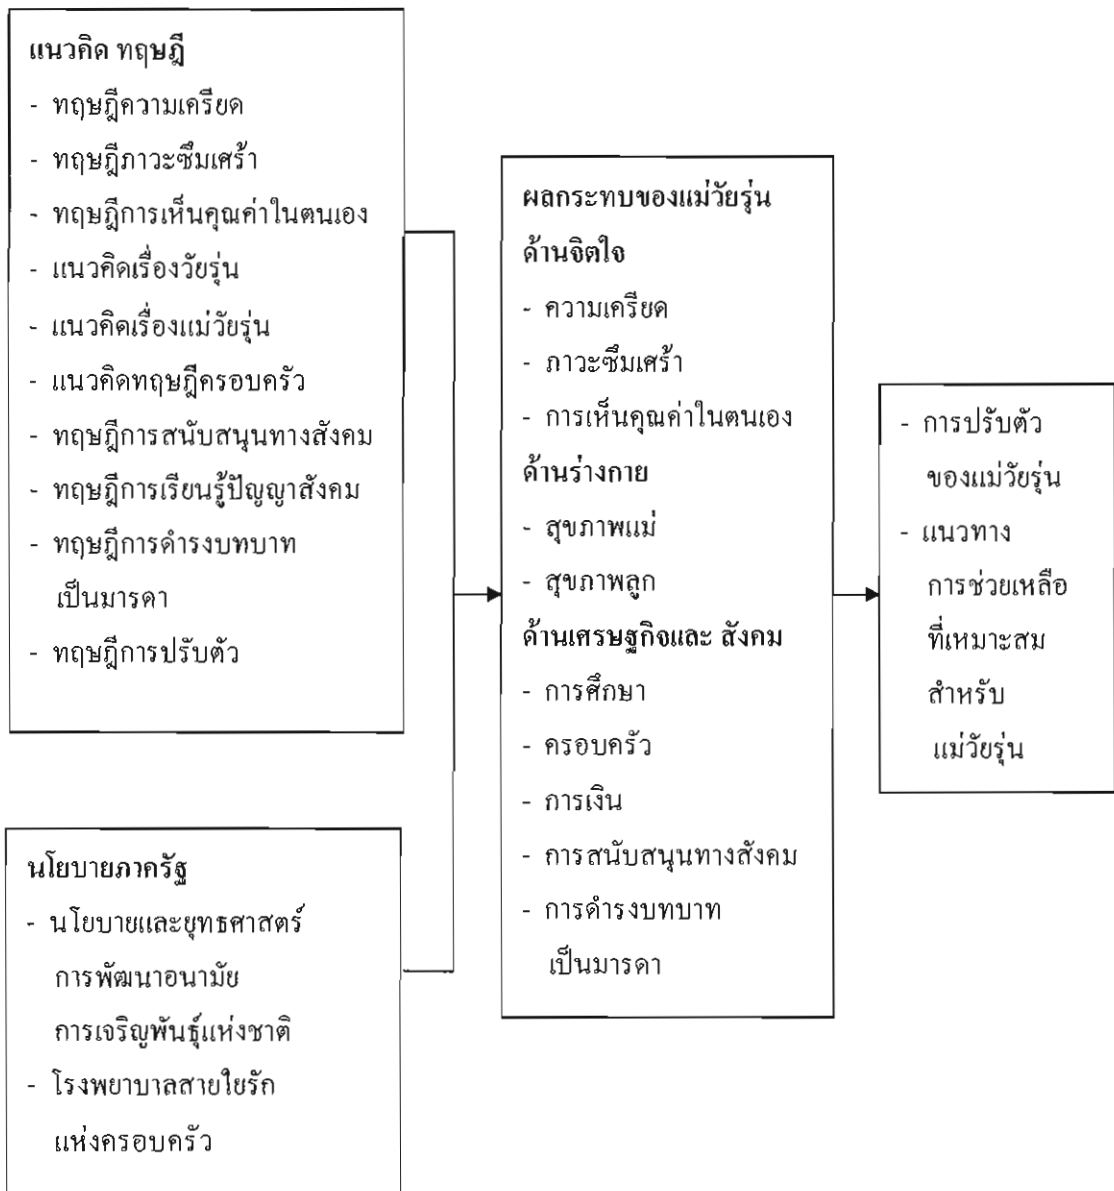 แนวคิด ทฤษฎี
- ทฤษฎีความเครียด
- ทฤษฎีภาวะซึมเศร้า
- ทฤษฎีการเห็นคุณค่าในตนเอง
- แนวคิดเรื่องวัยรุ่น
- แนวคิดเรื่องแม่วัยรุ่น
- แนวคิดทฤษฎีครอบครัว
- ทฤษฎีการสนับสนุนทางสังคม
- ทฤษฎีการเรียนรู้ปัญญาสังคม
- ทฤษฎีการดำรงบทบาท
เป็นมารดา
- ทฤษฎีการปรับตัว
นโยบายภาครัฐ
- นโยบายและยุทธศาสตร์
การพัฒนาอนามัย
การเจริญพันธุ์แห่งชาติ
- โรงพยาบาลสายใยรัก
แห่งครอบครัว
ผลกระทบของแม่วัยรุ่น
ด้านจิตใจ
- ความเครียด
- ภาวะซึมเศร้า
- การเห็นคุณค่าในตนเอง
ด้านร่างกาย
- สุขภาพแม่
- สุขภาพลูก
ด้านเศรษฐกิจและ สังคม
- การศึกษา
- ครอบครัว
- การเงิน
- การสนับสนุนทางสังคม
- การดำรงบทบาท
เป็นมารดา
- การปรับตัว
ของแม่วัยรุ่น
- แนวทาง
การช่วยเหลือ
ที่เหมาะสม
สำหรับ
แม่วัยรุ่น